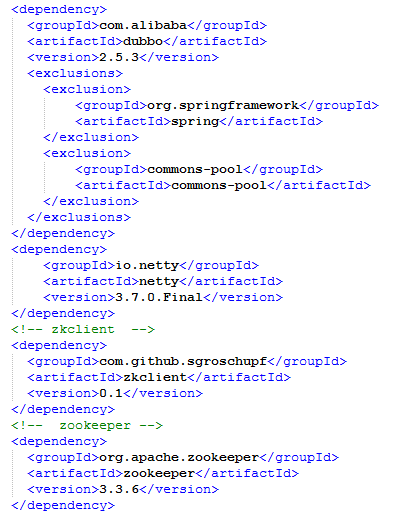 <dependency>
  <groupId>com.alibaba</groupId>
  <artifactId>dubbo</artifactId>
  <version>2.5.3</version>
  <exclusions>
    <exclusion>
        <groupId>org.springframework</groupId>
        <artifactId>spring</artifactId>
    </exclusion>
    <exclusion>
        <groupId>commons-pool</groupId>
        <artifactId>commons-pool</artifactId>
    </exclusion>
  </exclusions>
</dependency>
<dependency>
    <groupId>io.netty</groupId>
    <artifactId>netty</artifactId>
    <version>3.7.0.Final</version>
</dependency>
<!-- zkclient  -->
<dependency>
  <groupId>com.github.sgroschupf</groupId>
  <artifactId>zkclient</artifactId>
  <version>0.1</version>
</dependency>
<!--  zookeeper -->
<dependency>
  <groupId>org.apache.zookeeper</groupId>
  <artifactId>zookeeper</artifactId>
  <version>3.3.6</version>
</dependency>